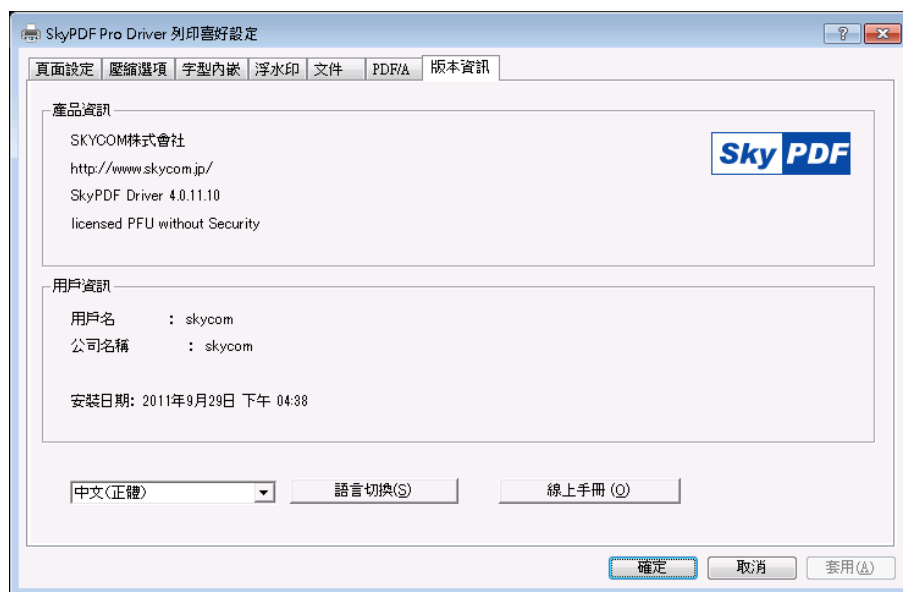 SkyPDF Pro Driver 列印喜好設定
頁面設定 壓縮選項 字型內嵌 浮水印 文件 PDF/A 版本資訊
產品資訊
SKYCOM株式會社
http://www.skycom.jp/
SkyPDF Driver 4.0.11.10
licensed PFU without Security
Sky PDF
用戶資訊
用戶名 : skycom
公司名稱 : skycom
安裝日期: 2011年9月29日 下午 04:38
中文(正體) 語言切換(S) 線上手冊 (O)
確定 取消 套用(A)